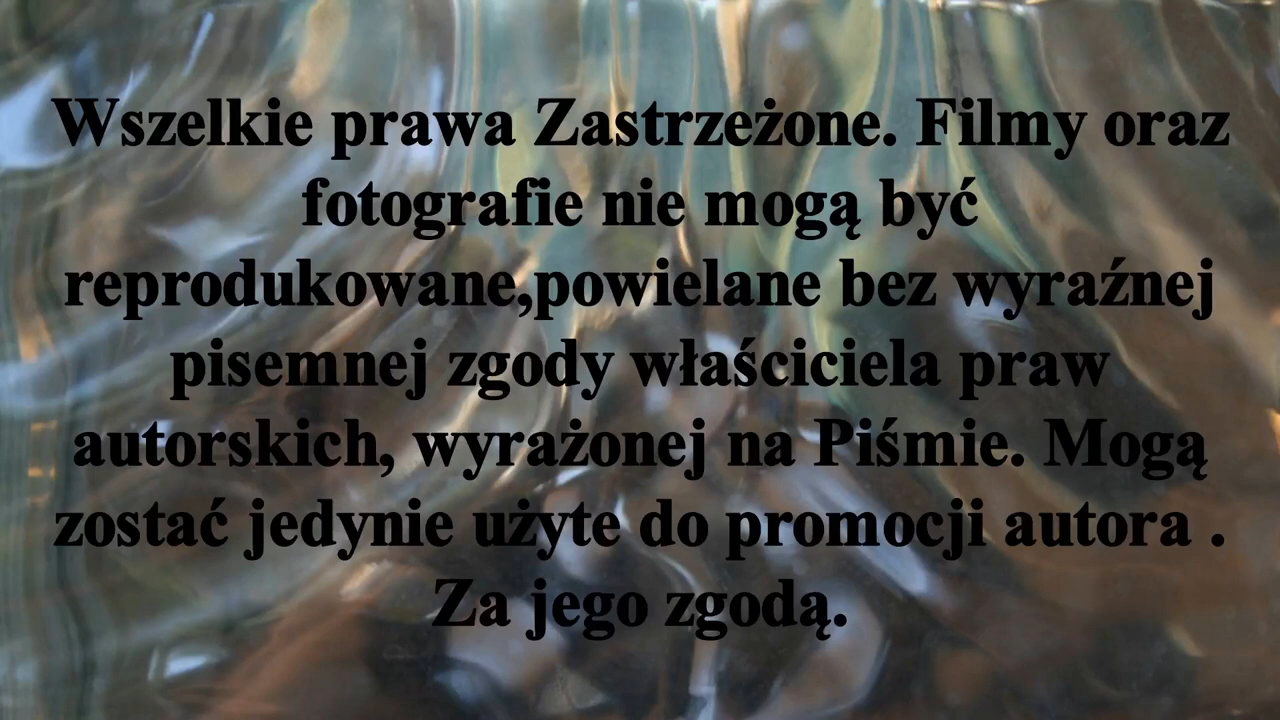 Wszelkie prawa Zastrzeżone. Filmy oraz
fotografie nie mogą być
reprodukowane,powielane bez wyraźnej
pisemnej zgody właściciela praw
autorskich, wyrażonej na Piśmie. Mogą
zostać jedynie użyte do promocji autora .
Za jego zgodą.